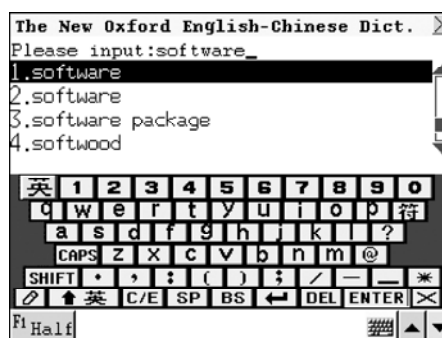 The New Oxford English-Chinese Dict.
Please input:software_
1.software
2.software
3.software package
4.softwood
英 1 2 3 4 5 6 7 8 9 0
q w e r t y u i o p 符
a s d f g h j k l ?
CAPS z x c v b n m @
SHIFT · , : ( ) ; / — _ *
英 C/E SP BS DEL ENTER
F1 Half